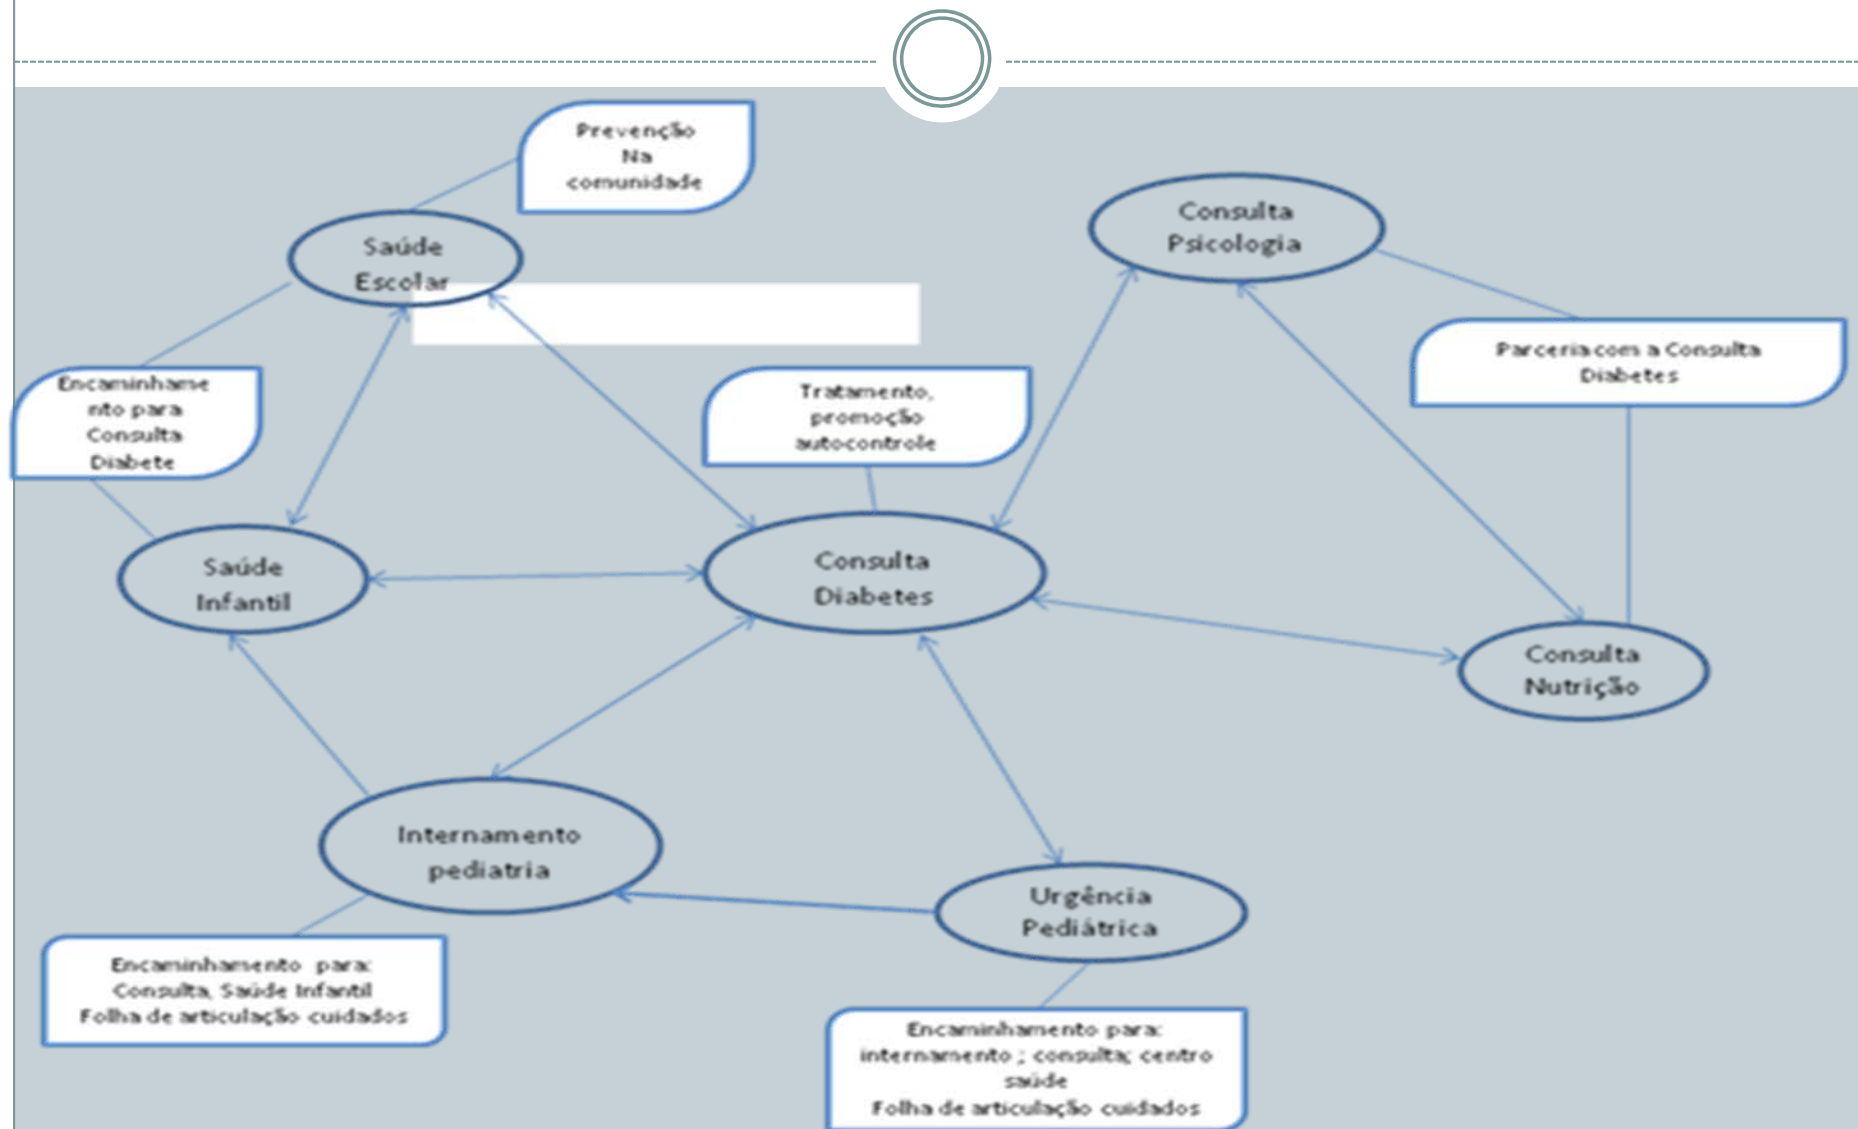 Prevenção
Na
comunidade
Consulta
Psicologia
Saúde
Escolar
Parceria com a Consulta
Diabetes
Encaminhame
nto para
Consulta
Diabete
Tratamento,
promoção
autocontrole
Saúde
Infantil
Consulta
Diabetes
Consulta
Nutrição
Internamento
pediatria
Urgência
Pediátrica
Encaminhamento para:
Consulta, Saúde Infantil
Folha de articulação cuidados
Encaminhamento para:
internamento ; consulta; centro
saúde
Folha de articulação cuidados